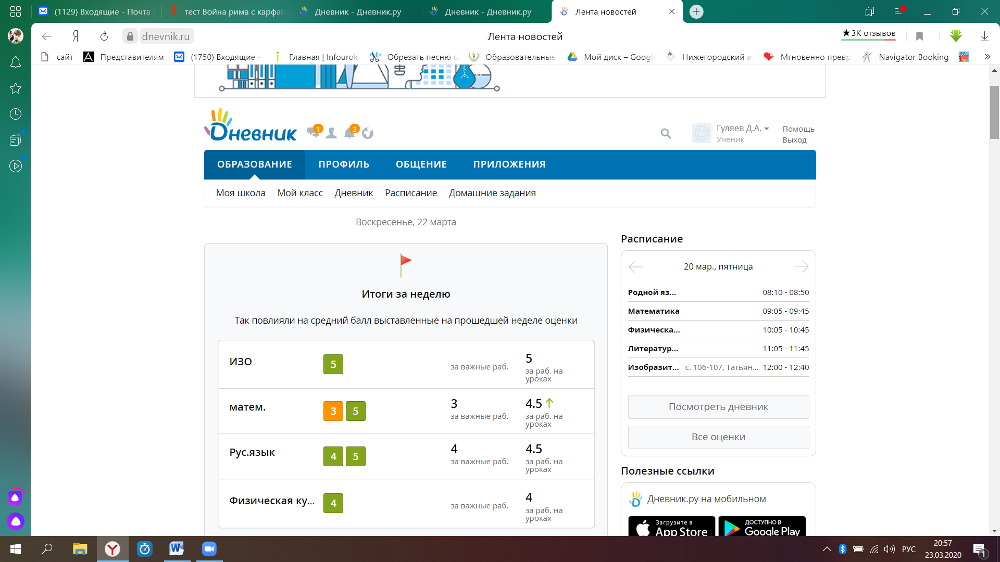 (1129) Входящие - Почта
тест Война рима с карфаг
Дневник - Дневник.ру
Дневник - Дневник.ру
Лента новостей
dnevnik.ru
Лента новостей
★3К отзывов
сайт
Представителям
(1750) Входящие -
Главная | Infourok
Обрезать песню о
Образовательные
Мой диск – Google
Нижегородский и
Мгновенно превр
Navigator Booking
Dневник
1
3
Гуляев Д.А.
Ученик
Помощь
Выход
ОБРАЗОВАНИЕ ПРОФИЛЬ ОБЩЕНИЕ ПРИЛОЖЕНИЯ
Моя школа Мой класс Дневник Расписание Домашние задания
Воскресенье, 22 марта
Итоги за неделю
Так повлияли на средний балл выставленные на прошедшей неделе оценки
ИЗО 5 за важные раб. 5
за раб. на
уроках
матем. 3 5 3 4.5
за важные раб. за раб. на
уроках
Рус.язык 4 5 4 4.5
за важные раб. за раб. на
уроках
Физическая ку... 4 за важные раб. 4
за раб. на
уроках
Расписание
20 мар., пятница
Родной яз... 08:10 - 08:50
Математика 09:05 - 09:45
Физическа... 10:05 - 10:45
Литератур... 11:05 - 11:45
Изобразит... с. 106-107, Татьян... 12:00 - 12:40
Посмотреть дневник
Все оценки
Полезные ссылки
Дневник.ру на мобильном
Загрузите в
App Store
ДОСТУПНО В
Google Play
РУС
20:57
23.03.2020
1